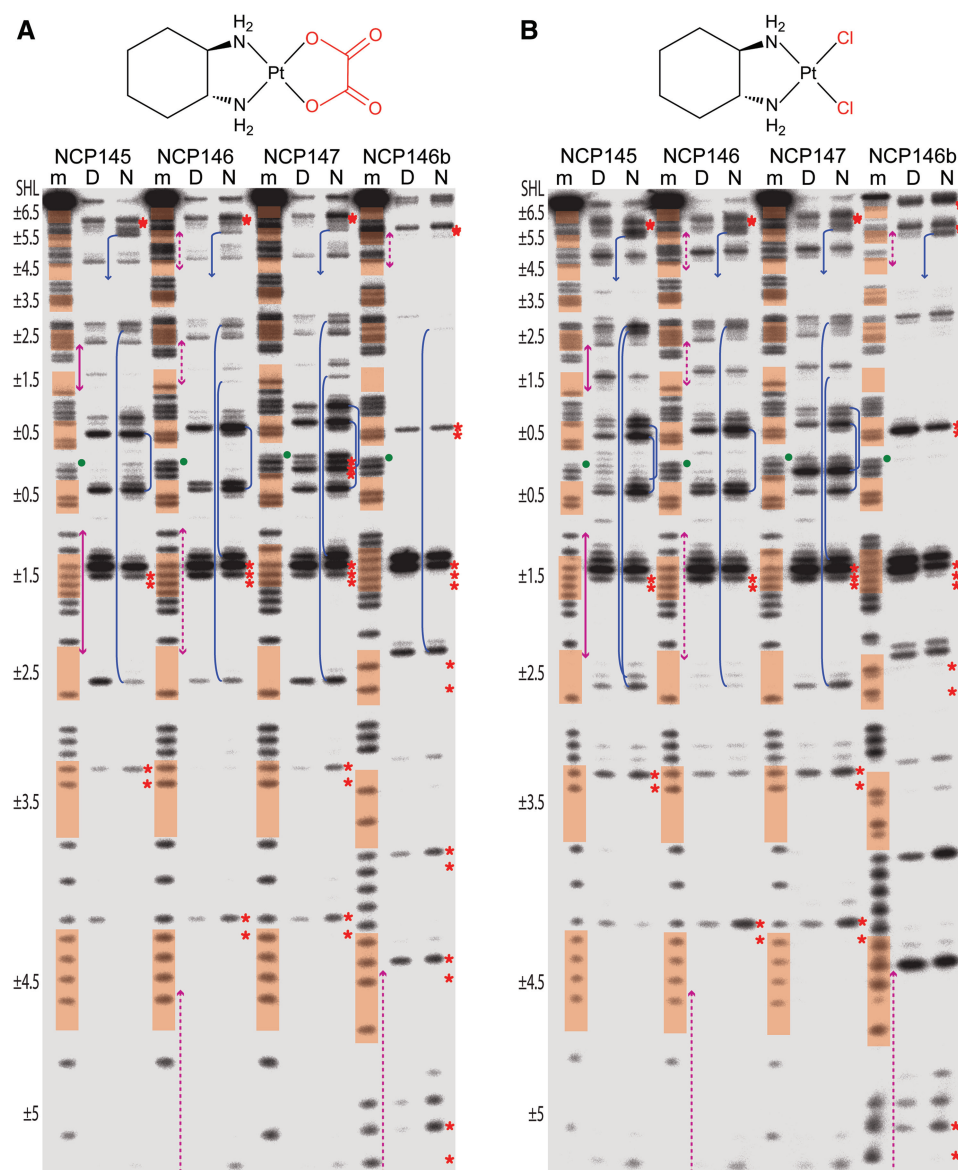 A
H2
N
O
O
Pt
O
N
O
H2
NCP145 NCP146 NCP147 NCP146b
m D N m D N m D N m D N
SHL
±6.5
±5.5
±4.5
±3.5
±2.5
±1.5
±0.5
±0.5
±1.5
±2.5
±3.5
±4.5
±5
B
H2
N
Cl
Pt
N
Cl
H2
NCP145 NCP146 NCP147 NCP146b
m D N m D N m D N m D N
SHL
±6.5
±5.5
±4.5
±3.5
±2.5
±1.5
±0.5
±0.5
±1.5
±2.5
±3.5
±4.5
±5